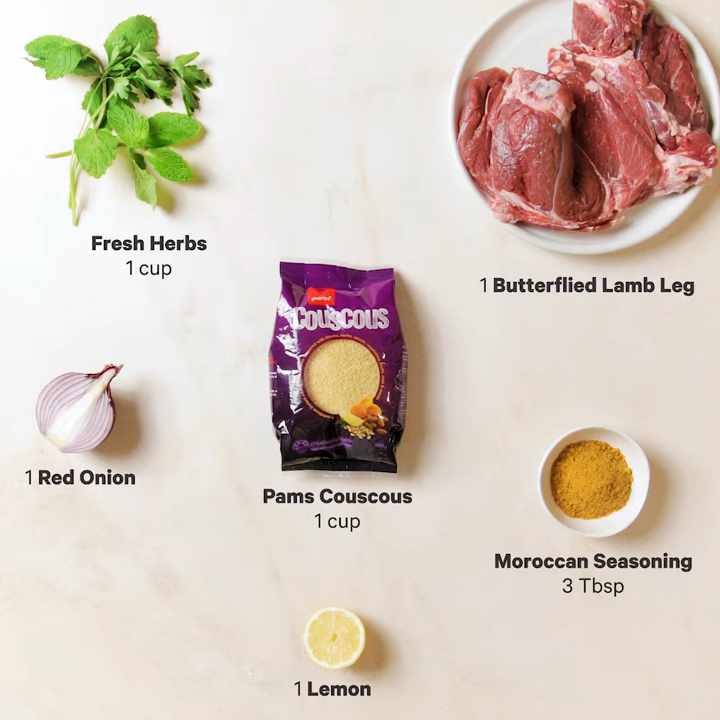 Fresh Herbs
1 cup
1 Butterflied Lamb Leg
pams
Couscous
1 Red Onion
Pams Couscous
1 cup
Moroccan Seasoning
3 Tbsp
1 Lemon